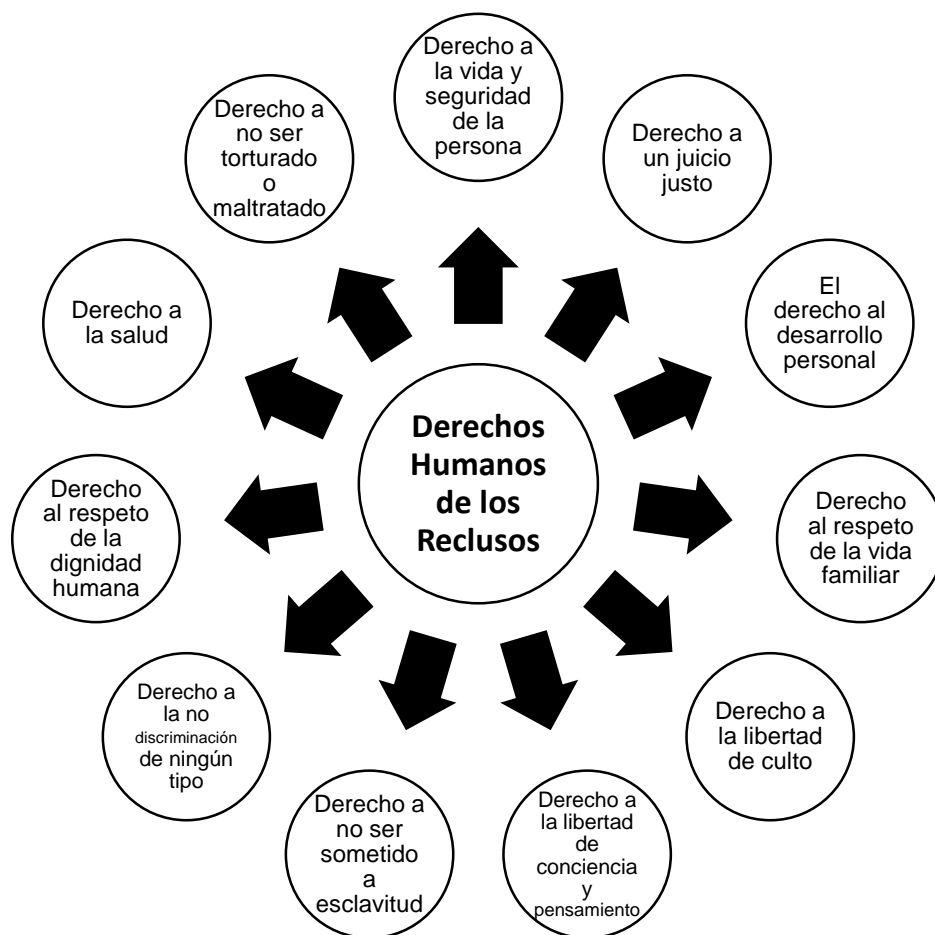 Derecho a
la vida y
seguridad
de la
persona
Derecho a
un juicio
justo
El
derecho al
desarrollo
personal
Derecho
al respeto
de la vida
familiar
Derecho a
la libertad
de culto
Derecho a
la libertad
de
conciencia
y
pensamiento
Derecho a
no ser
sometido
a
esclavitud
Derecho a
la no
discriminación
de ningún
tipo
Derecho
al respeto
de la
dignidad
humana
Derecho a
la salud
Derecho a
no ser
torturado
o
maltratado
Derechos
Humanos
de los
Reclusos